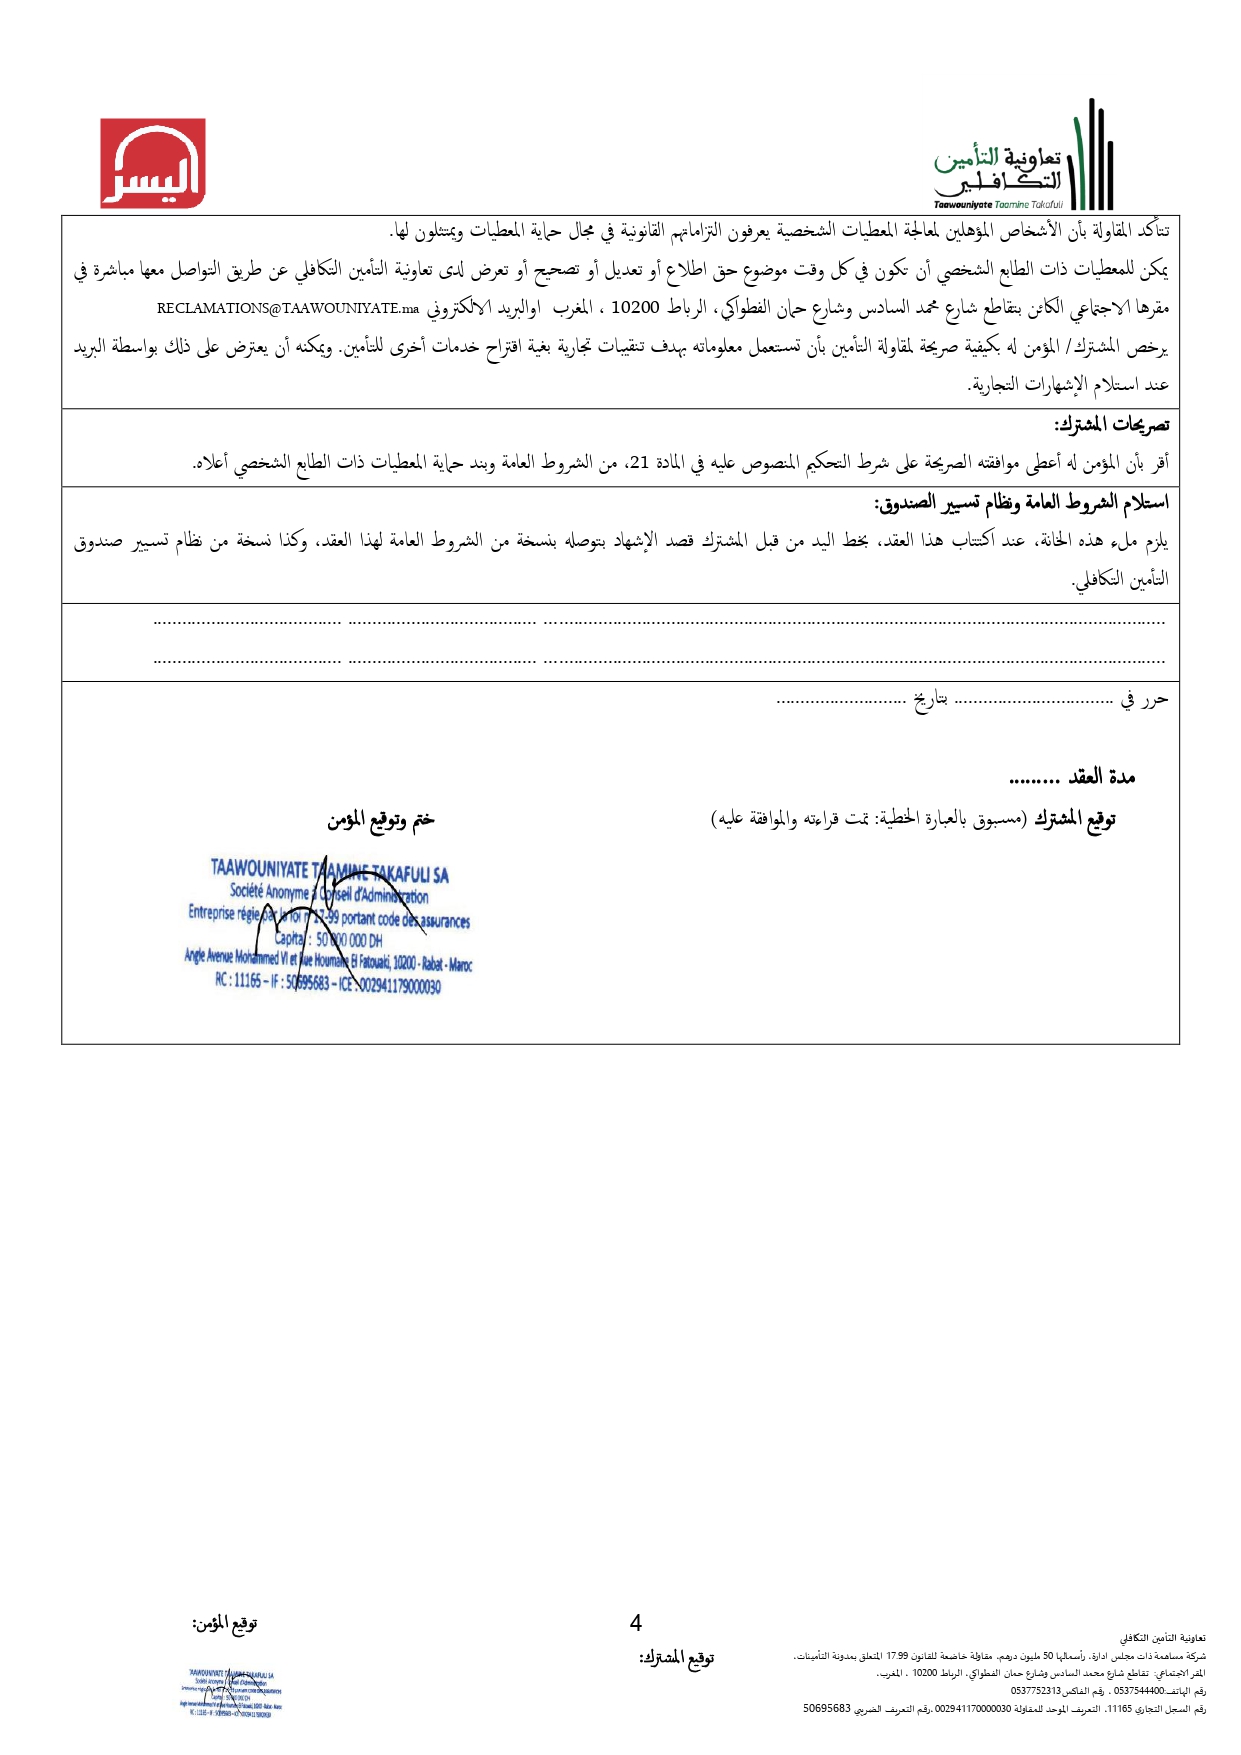 اليسر
تعاونية التأمين
التكافلي
Taawouniyate Taamine Takafuli
تتأكد المقاولة بأن الأشخاص المؤهلين لمعالجة المعطيات الشخصية يعرفون التزاماتهم القانونية في مجال حماية المعطيات ويمتثلون لها.
يمكن للمعطيات ذات الطابع الشخصي أن تكون في كل وقت موضوع حق اطلاع أو تعديل أو تصحيح أو تعرض لدى تعاونية التأمين التكافلي عن طريق التواصل معها مباشرة في
مقرها الاجتماعي الكائن بتقاطع شارع محمد السادس وشارع حمان الفطواكي، الرباط 10200 ، المغرب اوالبريد الالكتروني RECLAMATIONS@TAAWOUNIYATE.ma
يرخص المشترك/ المؤمن له بكيفية صريحة لمقاولة التأمين بأن تستعمل معلوماته بهدف تنقيبات تجارية بغية اقتراح خدمات أخرى للتأمين. ويمكنه أن يعترض على ذلك بواسطة البريد
عند استلام الإشهارات التجارية.
تصريحات المشترك:
أقر بأن المؤمن له أعطى موافقته الصريحة على شرط التحكيم المنصوص عليه في المادة 21، من الشروط العامة وبند حماية المعطيات ذات الطابع الشخصي أعلاه.
استلام الشروط العامة ونظام تسيير الصندوق:
يلزم ملء هذه الخانة، عند اكتتاب هذا العقد، بخط اليد من قبل المشترك قصد الإشهاد بتوصله بنسخة من الشروط العامة لهذا العقد، وكذا نسخة من نظام تسيير صندوق
التأمين التكافلي.
حرر في ................................. بتاريخ ...........................
مدة العقد .........
توقيع المشترك (مسبوق بالعبارة الخطية: تمت قراءته والموافقة عليه)
ختم وتوقيع المؤمن
TAAWOUNIYATE TAAMINE TAKAFULI SA
Société Anonyme à Conseil d'Administration
Entreprise régie par la loi n° 17-99 portant code des assurances
Capital : 50 000 000 DH
Angle Avenue Mohammed VI et Rue Houmane El Fatouaki, 10200 - Rabat - Maroc
RC : 11165 – IF : 50695683 – ICE : 002941179000030
4
توقيع المؤمن:
توقيع المشترك:
تعاونية التأمين التكافلي
شركة مساهمة ذات مجلس ادارة، رأسمالها 50 مليون درهم، مقاولة خاضعة للقانون 17.99 المتعلق بمدونة التأمينات،
المقر الاجتماعي: تقاطع شارع محمد السادس وشارع حمان الفطواكي، الرباط 10200 ، المغرب،
رقم الهاتف:0537544400 ، رقم الفاكس0537752313
رقم السجل التجاري 11165، التعريف الموحد للمقاولة 002941170000030،رقم التعريف الضريبي 50695683